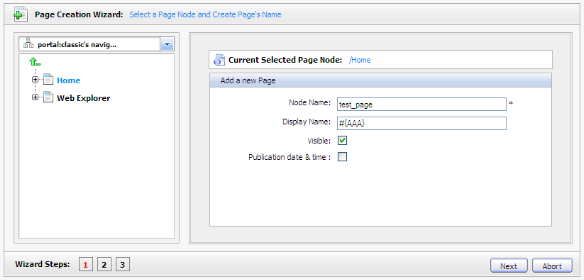 Page Creation Wizard: Select a Page Node and Create Page's Name
portal:classic's navig...
Home
Web Explorer
Current Selected Page Node: /Home
Add a new Page
Node Name: test_page *
Display Name: #{AAA}
Visible:
Publication date & time :
Wizard Steps: 1 2 3
Next Abort